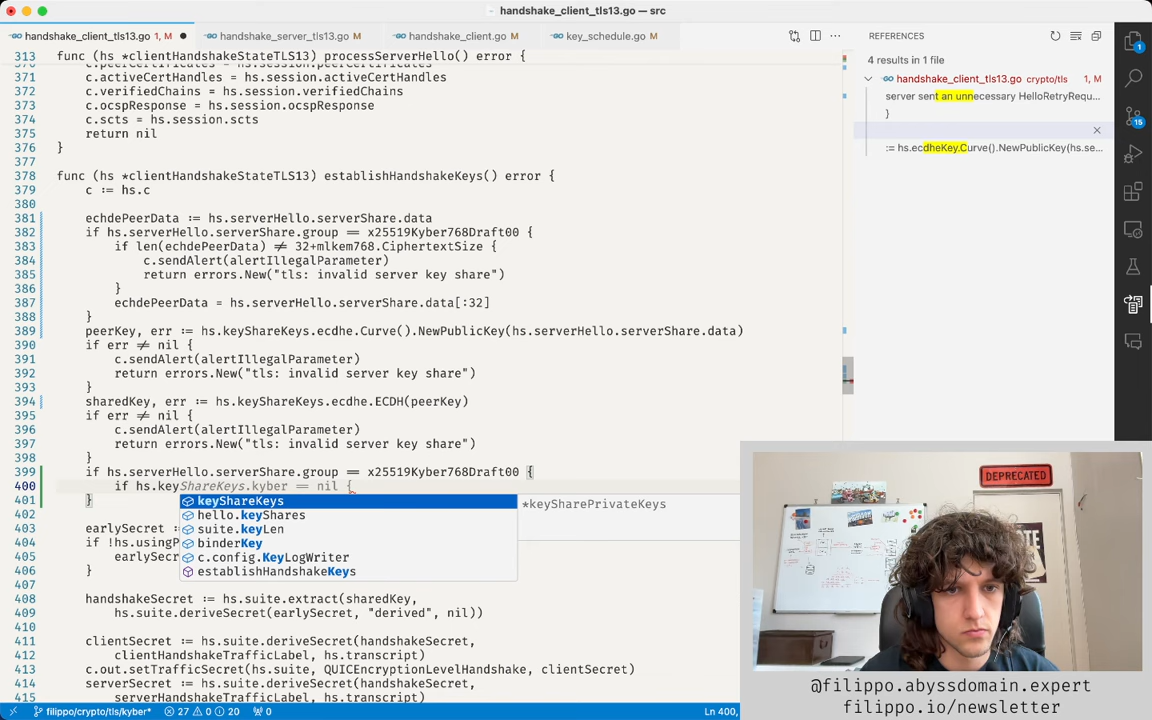 handshake_client_tls13.go — src
handshake_client_tls13.go 1, M
handshake_server_tls13.go M
handshake_client.go M
key_schedule.go M
313 func (hs *clientHandshakeStateTLS13) processServerHello() error {
371 c.activeCertHandles = hs.session.activeCertHandles
372 c.verifiedChains = hs.session.verifiedChains
373 c.ocspResponse = hs.session.ocspResponse
374 c.scts = hs.session.scts
375 return nil
376 }
377
378 func (hs *clientHandshakeStateTLS13) establishHandshakeKeys() error {
379 c := hs.c
380
381 echdePeerData := hs.serverHello.serverShare.data
382 if hs.serverHello.serverShare.group == x25519Kyber768Draft00 {
383 if len(echdePeerData) != 32+mlkem768.CiphertextSize {
384 c.sendAlert(alertIllegalParameter)
385 return errors.New("tls: invalid server key share")
386 }
387 echdePeerData = hs.serverHello.serverShare.data[:32]
388 }
389 peerKey, err := hs.keyShareKeys.ecdhe.Curve().NewPublicKey(hs.serverHello.serverShare.data)
390 if err != nil {
391 c.sendAlert(alertIllegalParameter)
392 return errors.New("tls: invalid server key share")
393 }
394 sharedKey, err := hs.keyShareKeys.ecdhe.ECDH(peerKey)
395 if err != nil {
396 c.sendAlert(alertIllegalParameter)
397 return errors.New("tls: invalid server key share")
398 }
399 if hs.serverHello.serverShare.group == x25519Kyber768Draft00 {
400 if hs.keyShareKeys.kyber == nil {
401 }
keyShareKeys
*keySharePrivateKeys
hello.keyShares
suite.keyLen
binderKey
c.config.KeyLogWriter
establishHandshakeKeys
402
403 earlySecret :
404 if !hs.usingP
405 earlySecr
406 }
407
408 handshakeSecret := hs.suite.extract(sharedKey,
409 hs.suite.deriveSecret(earlySecret, "derived", nil))
410
411 clientSecret := hs.suite.deriveSecret(handshakeSecret,
412 clientHandshakeTrafficLabel, hs.transcript)
413 c.out.setTrafficSecret(hs.suite, QUICEncryptionLevelHandshake, clientSecret)
414 serverSecret := hs.suite.deriveSecret(handshakeSecret,
415 serverHandshakeTrafficLabel, hs.transcript)
REFERENCES
4 results in 1 file
handshake_client_tls13.go crypto/tls 1, M
server sent an unnecessary HelloRetryRequ...
}
:= hs.ecdheKey.Curve().NewPublicKey(hs.se...
1
15
DEPRECATED
@filippo.abyssdomain.expert
filippo.io/newsletter
filippo/crypto/tls/kyber* 27 0 20 0
Ln 400,